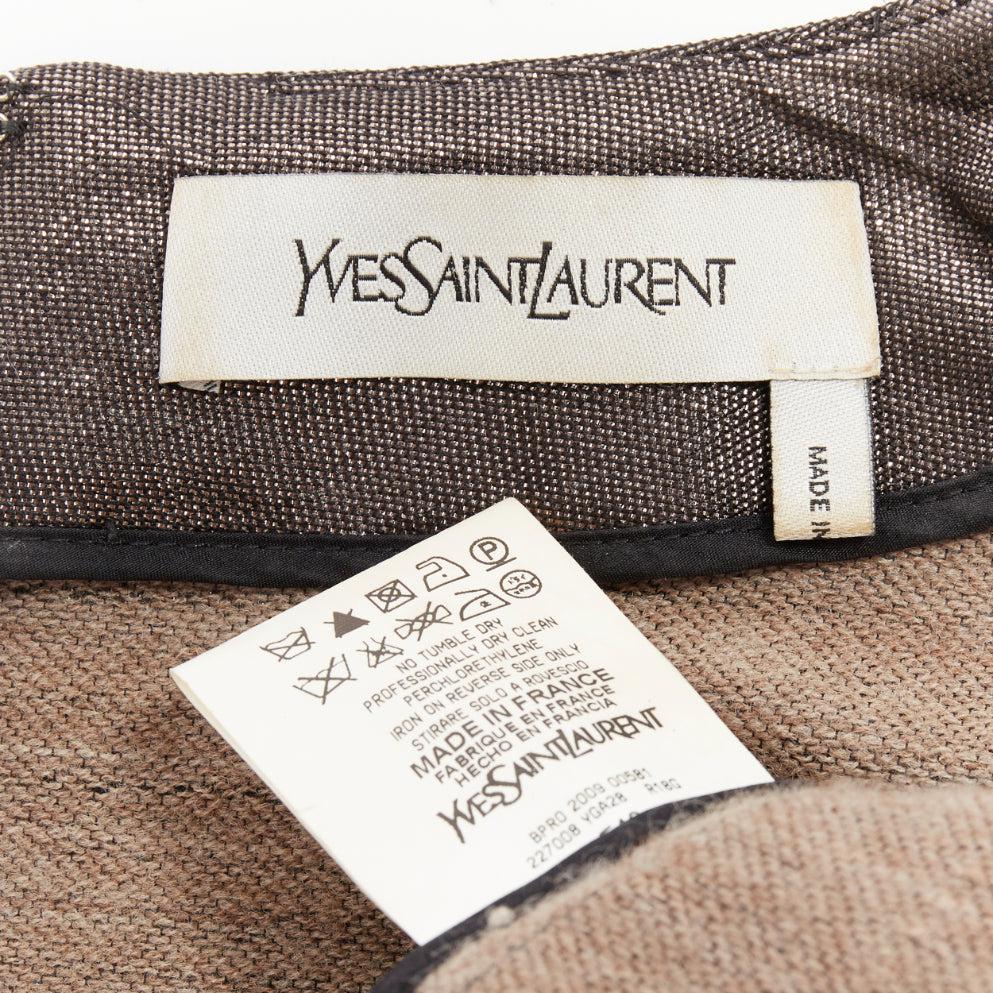 YVESSAINTLAURENT
MADE IN
P
NO TUMBLE DRY
PROFESSIONALLY DRY CLEAN
PERCHLORETHYLENE
IRON ON REVERSE SIDE ONLY
STIRARE SOLO A ROVESCIO
MADE IN FRANCE
FABRIQUE EN FRANCE
HECHO EN FRANCIA
YVESSAINTLAURENT
BPRO 2009 00581
227008 YGA28 R180